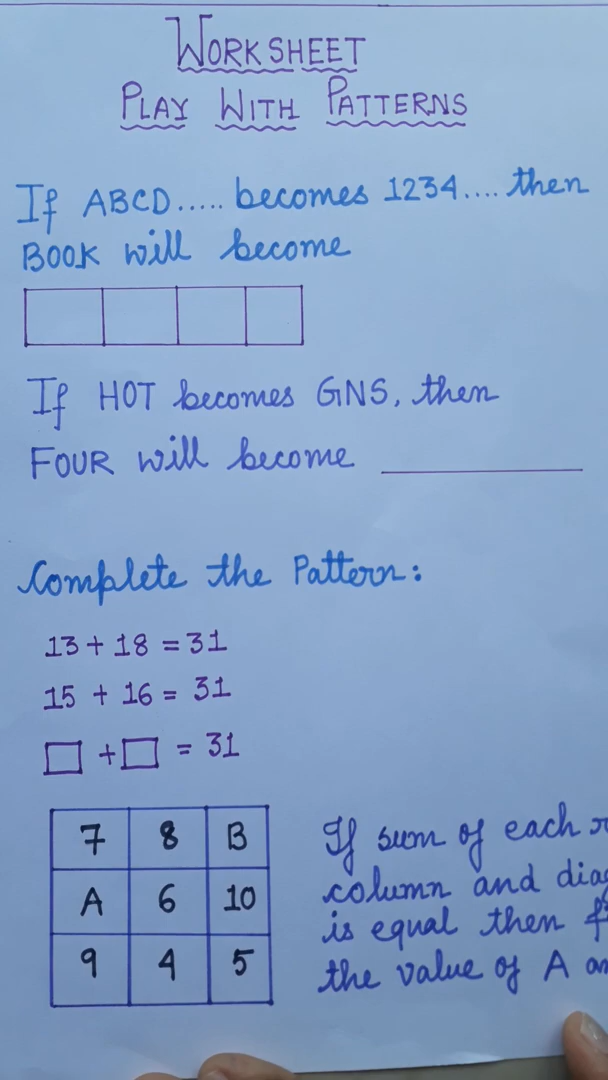 WORKSHEET
PLAY WITH PATTERNS
If ABCD..... becomes 1234.... then
BOOK will become
If HOT becomes GNS, then
FOUR will become
Complete the Pattern:
13 + 18 = 31
15 + 16 = 31
□ + □ = 31
7 8 B
A 6 10
9 4 5
If sum of each
column and
is equal then
the value of A